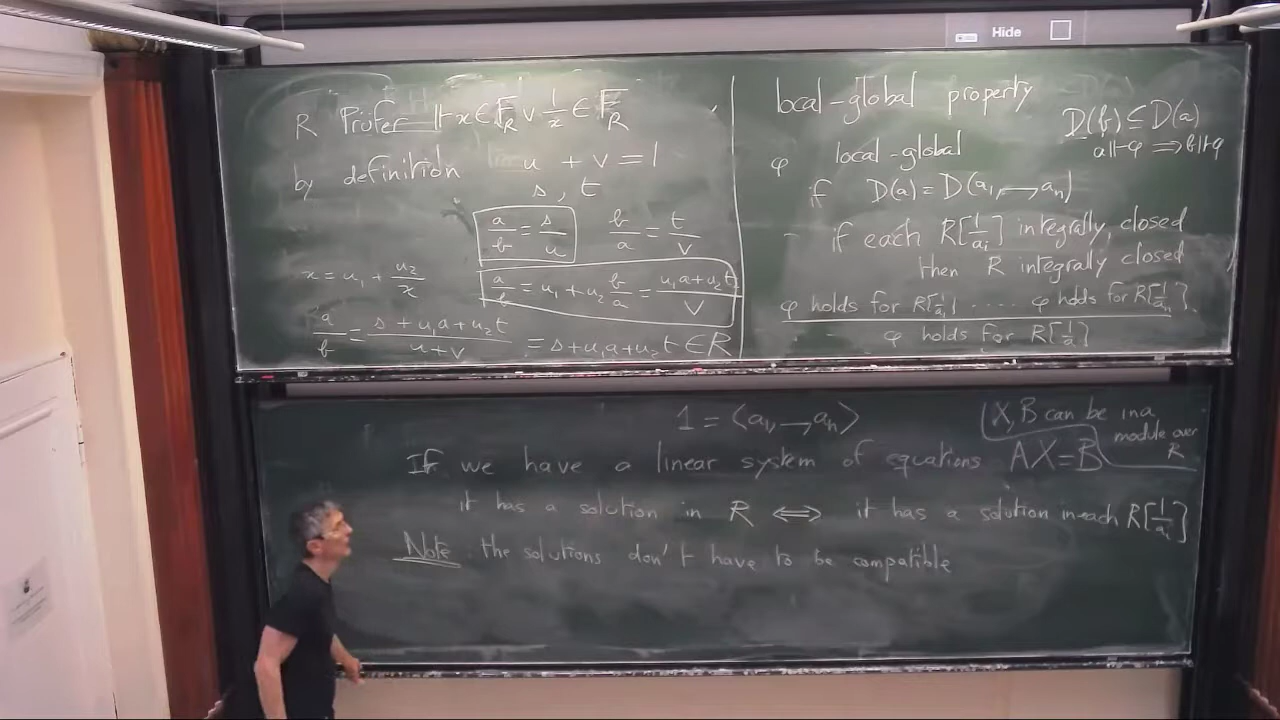 Hide
R Prüfer ⊩ x ∈ F_R ∨ 1/x ∈ F_R
by definition u + v = 1
s, t
a/b = s/u b/a = t/v
x = u₁ + u₂/x
a/b = u₁ + u₂ b/a = u₁a + u₂t / v
a/b = s + u₁a + u₂t / u + v = s + u₁a + u₂t ∈ R
local-global property
D(b) ⊆ D(a)
a ⊩ φ ⟹ b ⊩ φ
φ local-global
if D(a) = D(a₁, ⟶ aₙ)
- if each R[1/aᵢ] integrally closed
then R integrally closed
φ holds for R[1/a₁] ..... φ holds for R[1/aₙ]
φ holds for R[1/a]
1 = ⟨a₁, ⟶ aₙ⟩
X, B can be in a
module over
R
If we have a linear system of equations AX = B
it has a solution in R ⟺ it has a solution in each R[1/aᵢ]
Note: the solutions don't have to be compatible